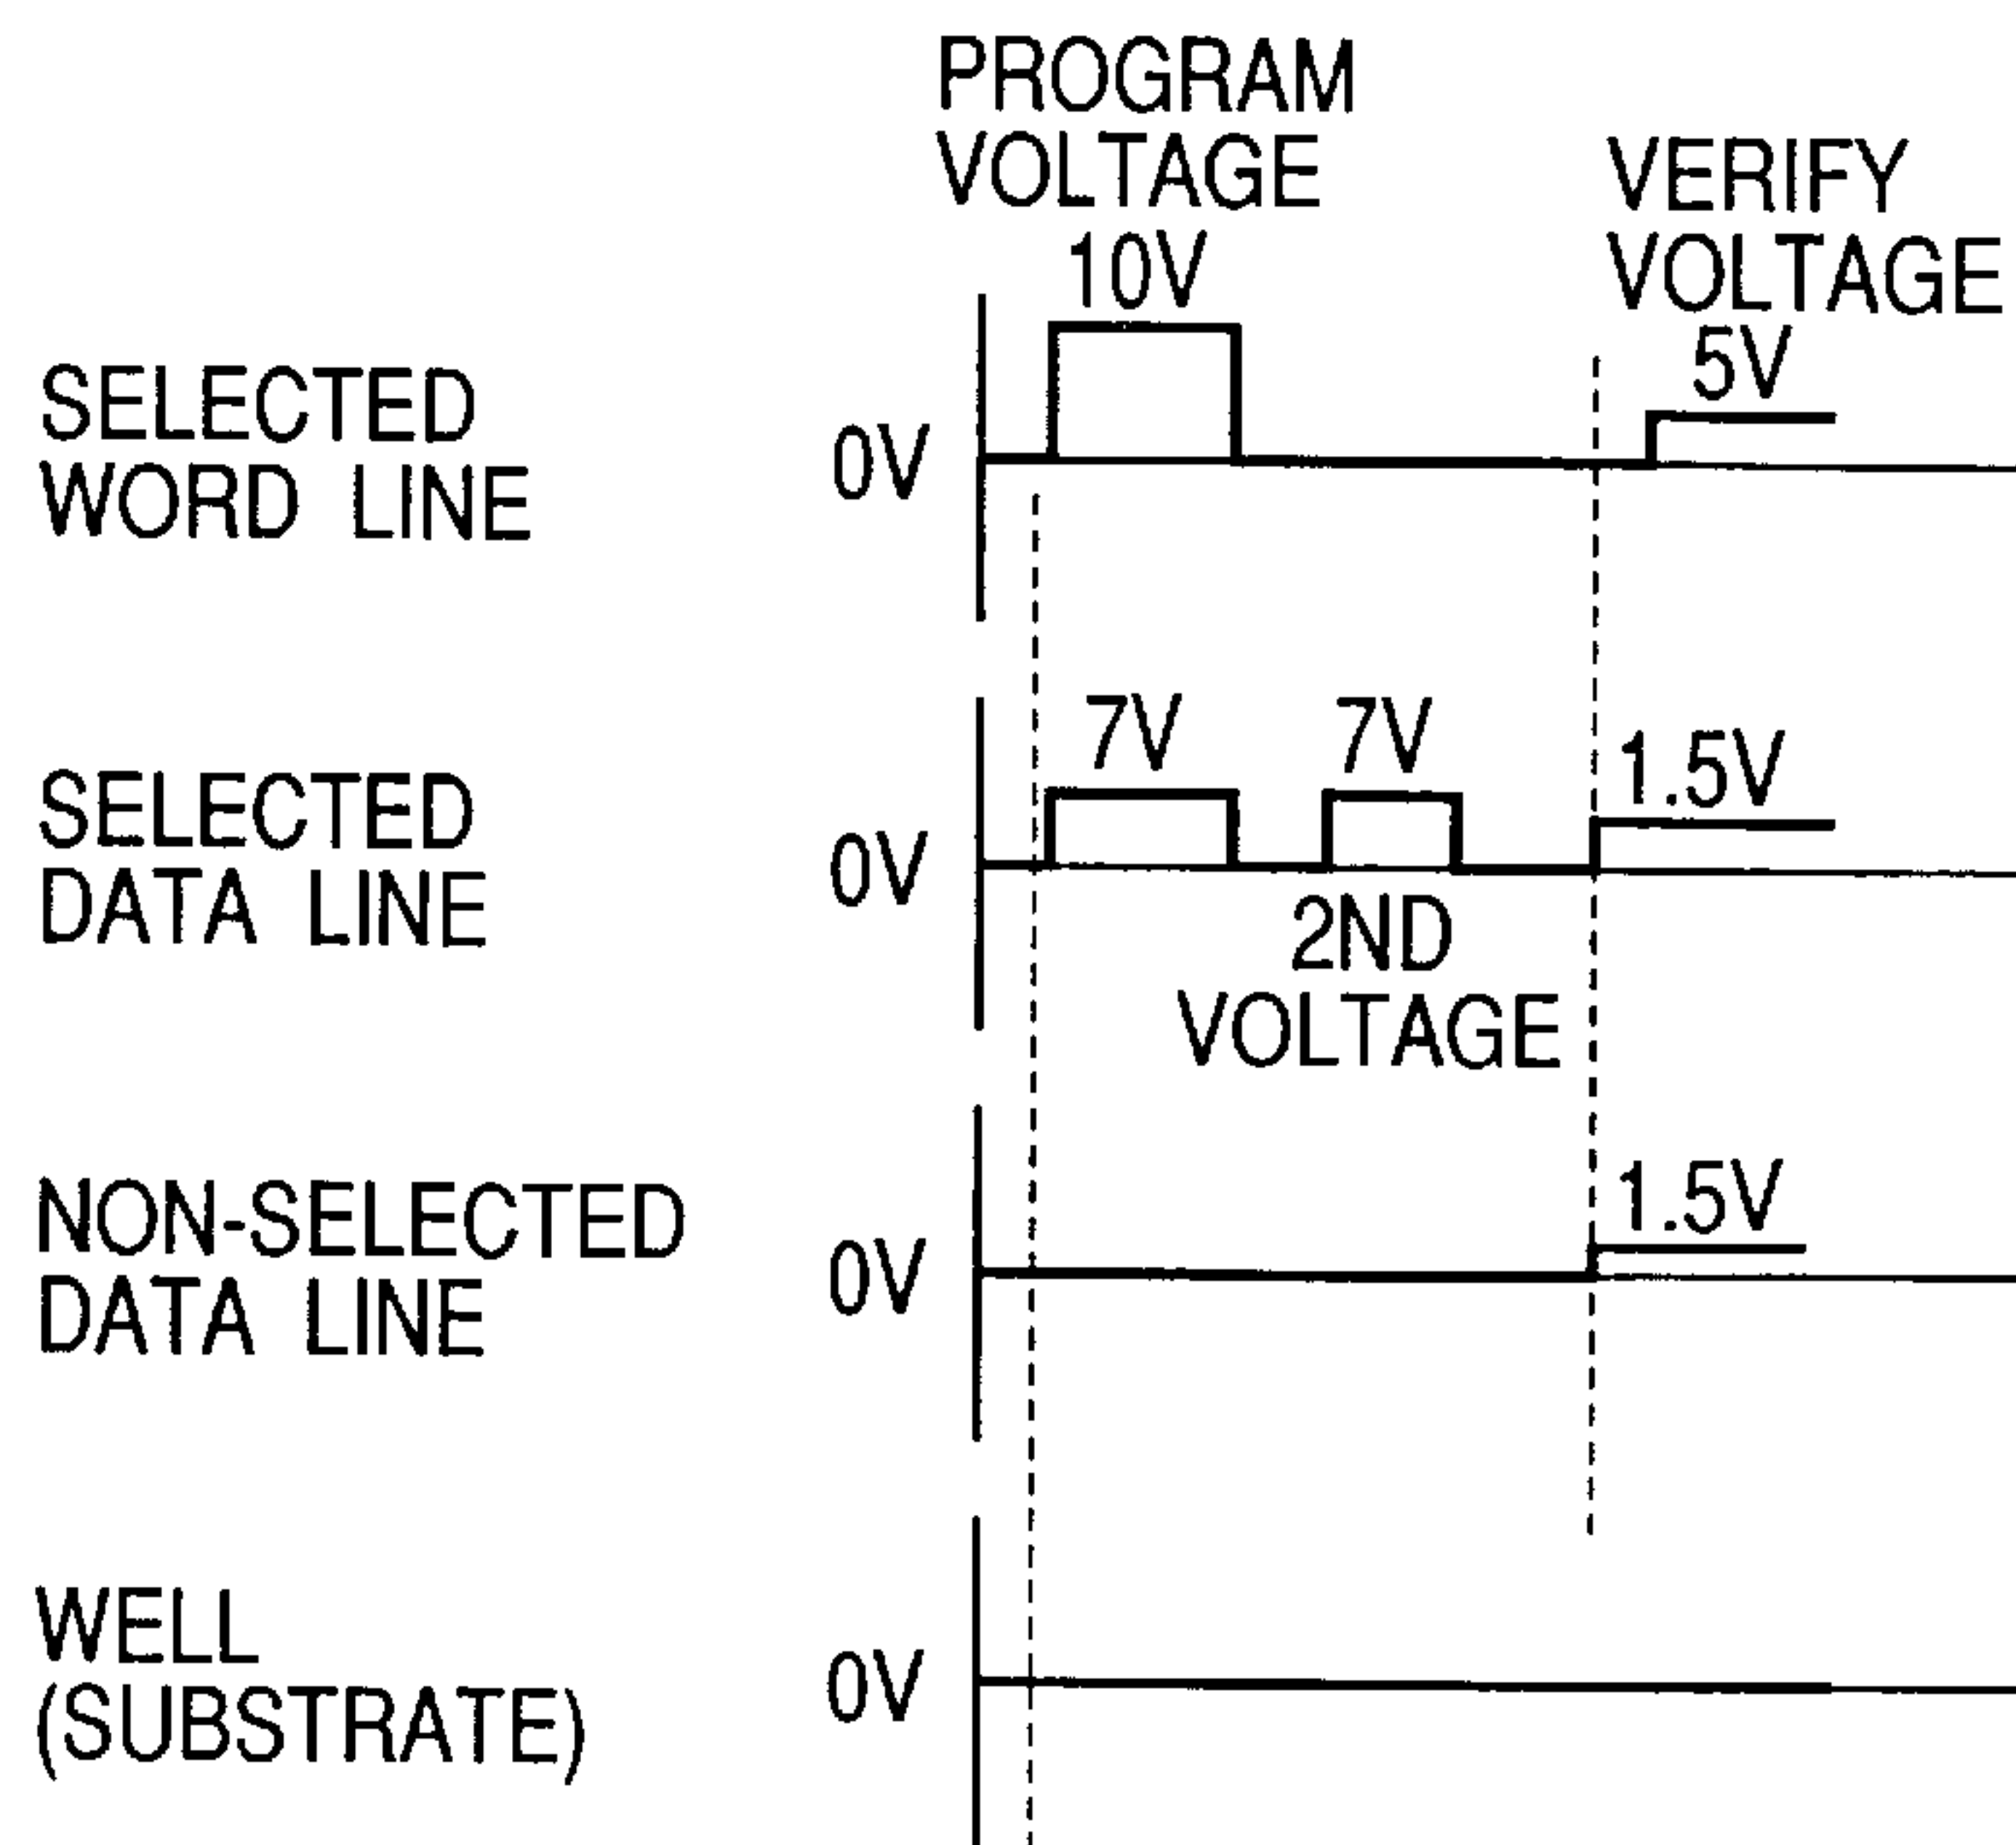 PROGRAM
VOLTAGE
10V
VERIFY
VOLTAGE
5V
SELECTED
WORD LINE
0V
7V
7V
1.5V
SELECTED
DATA LINE
0V
2ND
VOLTAGE
1.5V
NON-SELECTED
DATA LINE
0V
WELL
(SUBSTRATE)
0V